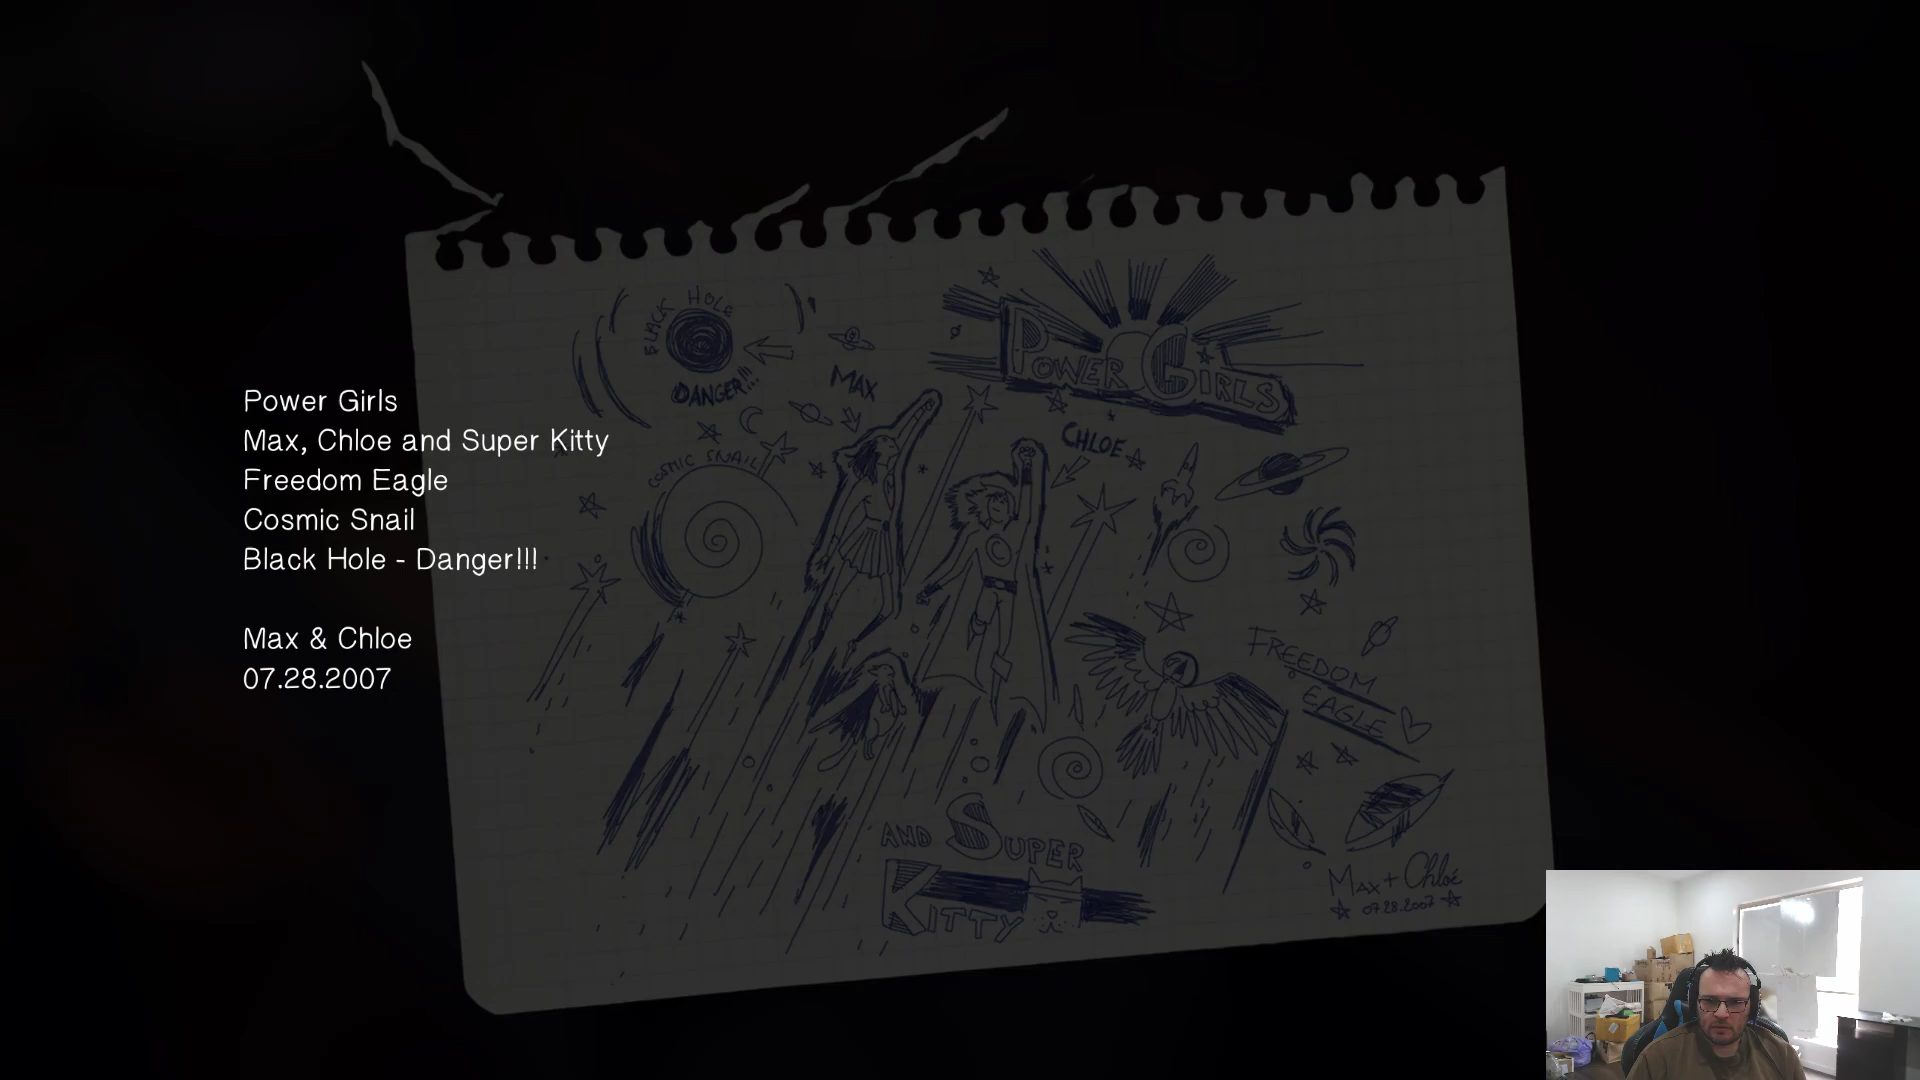 Power Girls
Max, Chloe and Super Kitty
Freedom Eagle
Cosmic Snail
Black Hole - Danger!!!
Max & Chloe
07.28.2007
BLACK HOLE
DANGER!!!
MAX
POWER GIRLS
CHLOE
COSMIC SNAIL
FREEDOM
EAGLE
AND SUPER
KITTY
Max + Chloé
07.28.2007